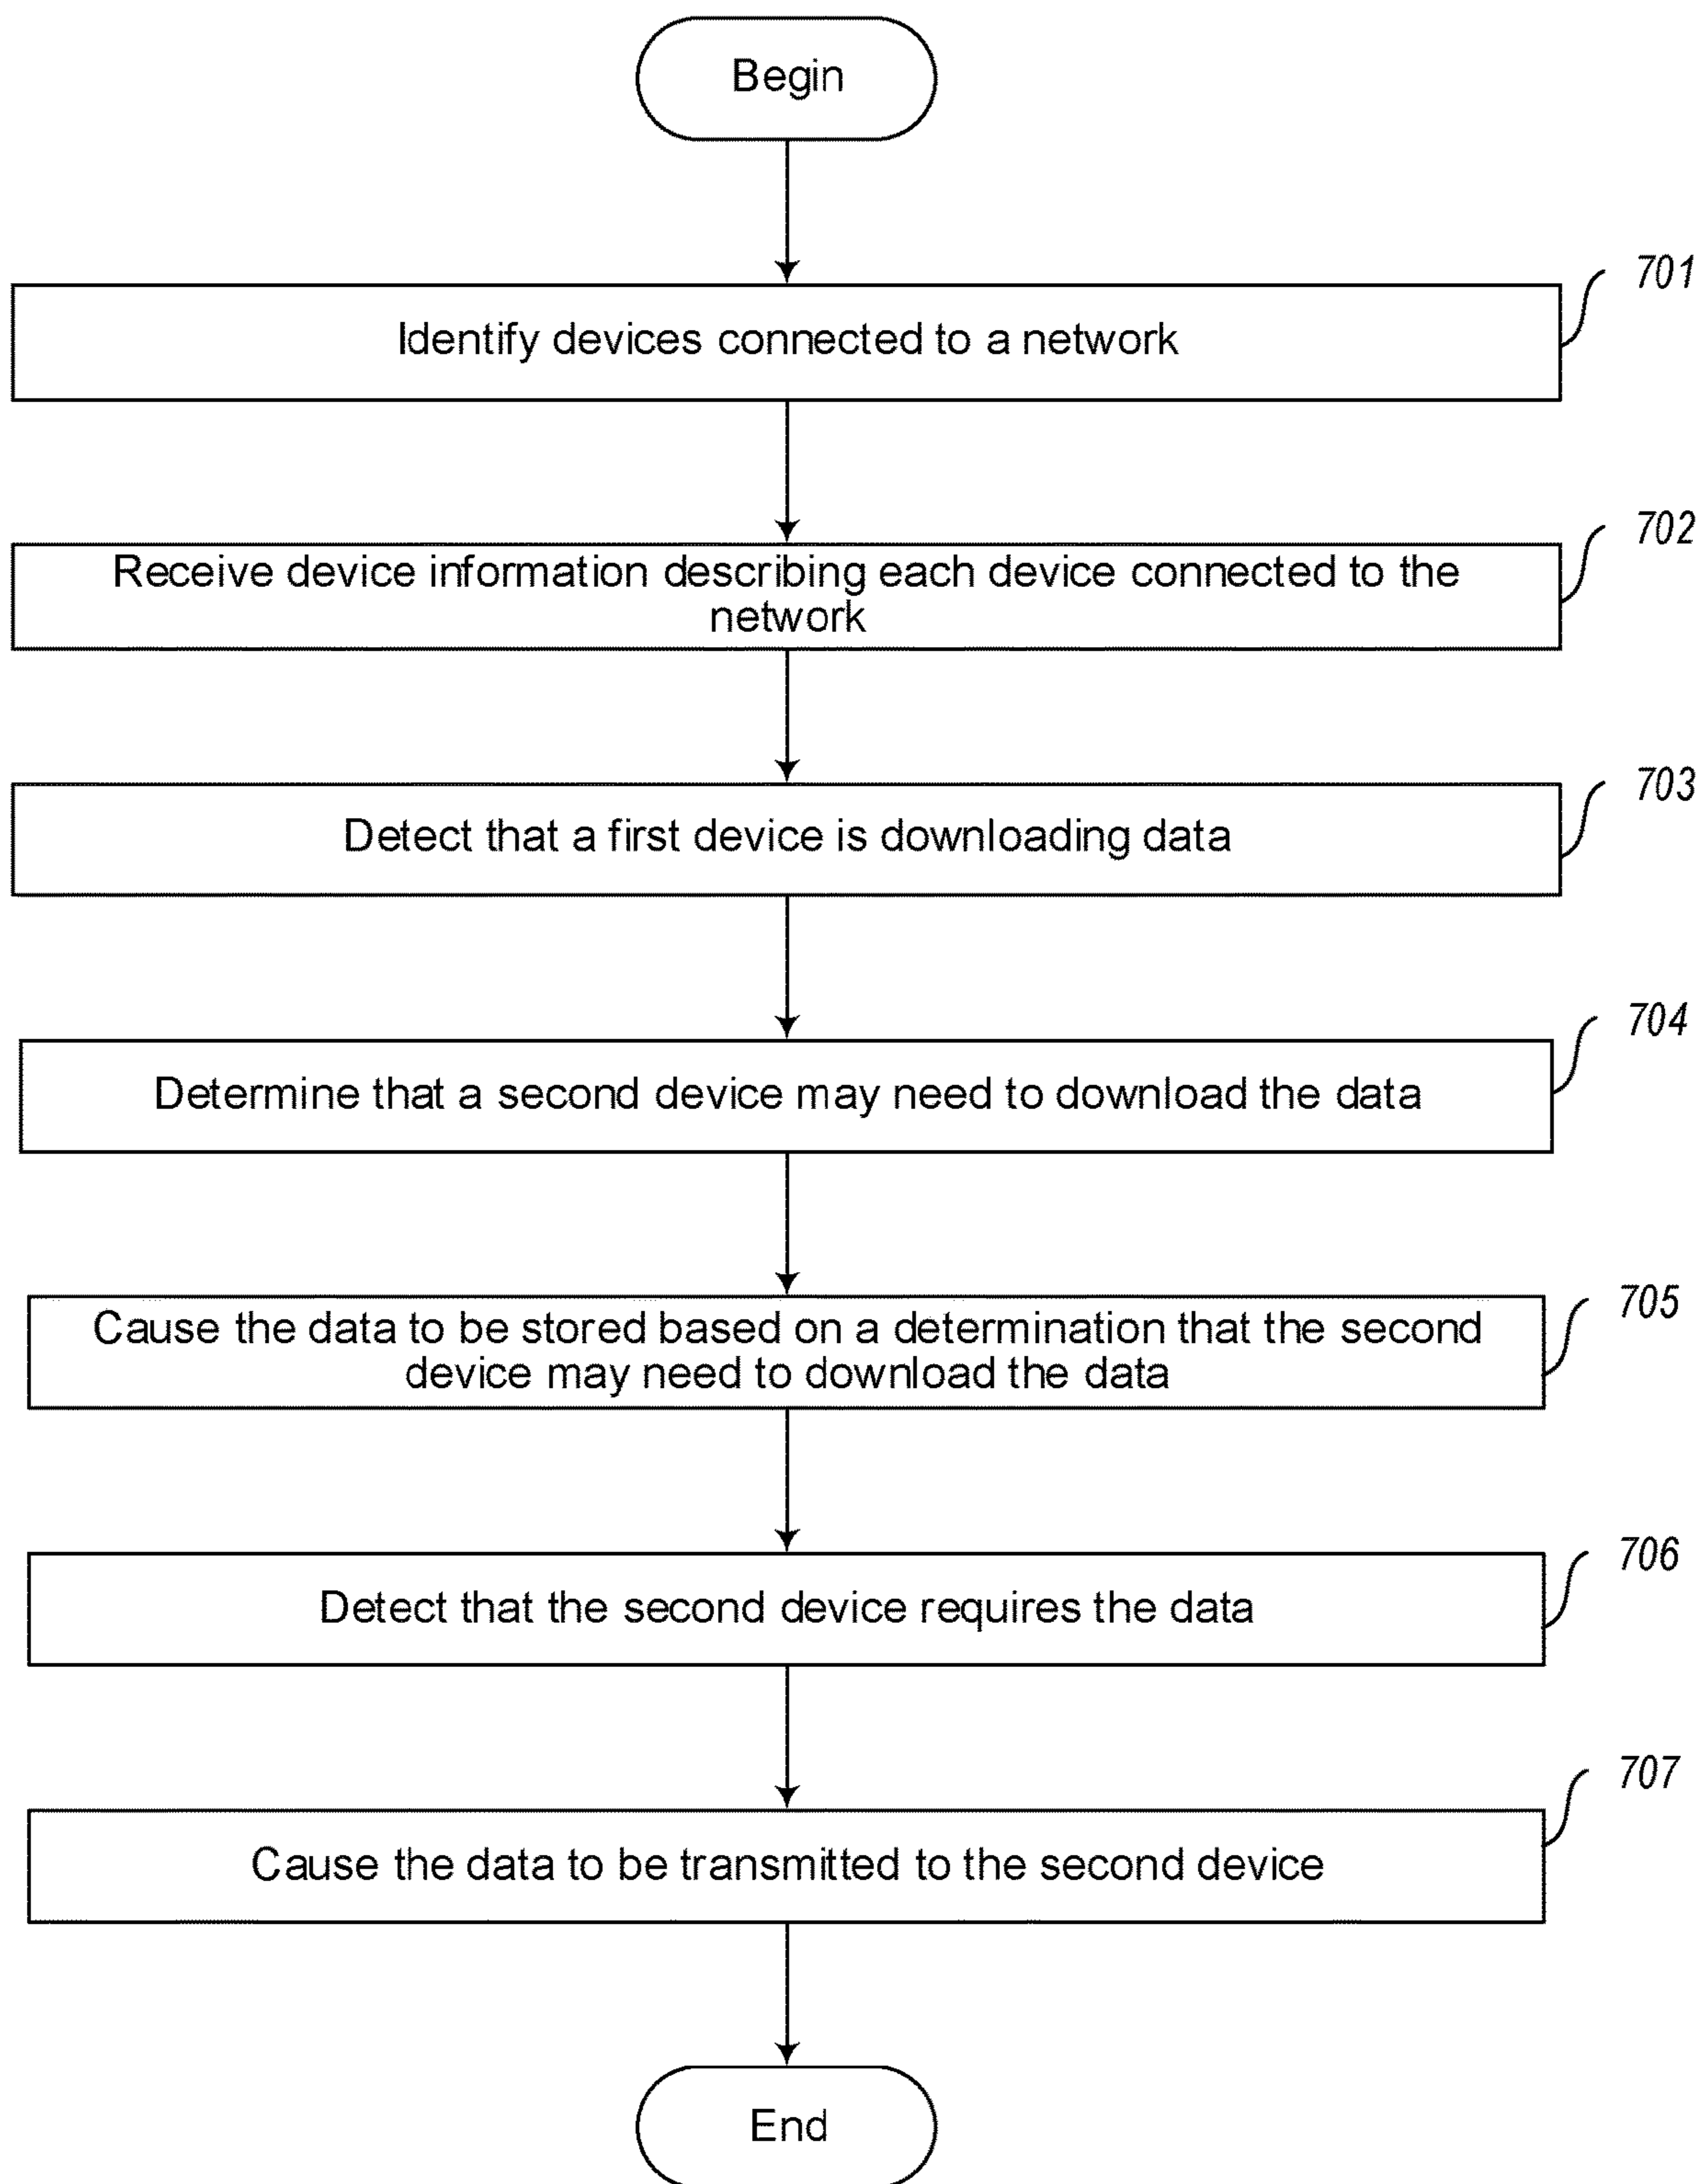 Begin
701
Identify devices connected to a network
702
Receive device information describing each device connected to the
network
703
Detect that a first device is downloading data
704
Determine that a second device may need to download the data
705
Cause the data to be stored based on a determination that the second
device may need to download the data
706
Detect that the second device requires the data
707
Cause the data to be transmitted to the second device
End